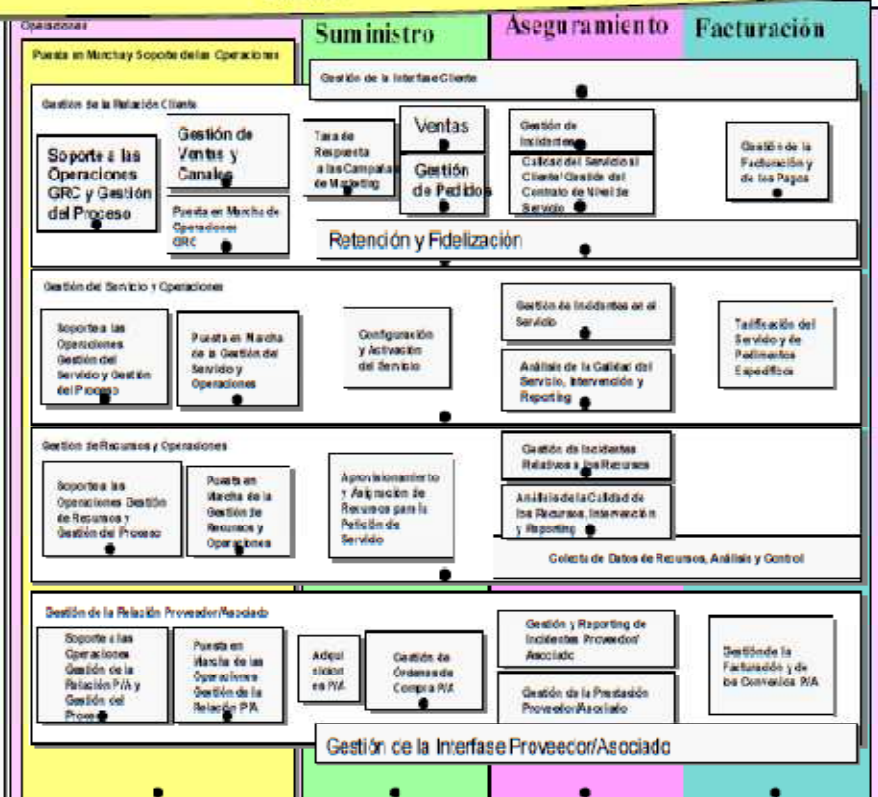 Operaciones
Suministro
Aseguramiento
Facturación
Puesta en Marcha y Soporte de las Operaciones
Gestión de la Interfase Cliente
Gestión de la Relación Cliente
Soporte a las
Operaciones
GRC y Gestión
del Proceso
Gestión de
Ventas y
Canales
Puesta en Marcha de
Operaciones
GRC
Tasa de
Respuesta
a las Campañas
de Marketing
Ventas
Gestión
de Pedidos
Gestión de
Incidentes
Calidad del Servicio al
Cliente/Gestión del
Contrato de Nivel de
Servicio
Gestión de la
Facturación y
de los Pagos
Retención y Fidelización
Gestión del Servicio y Operaciones
Soporte a las
Operaciones
Gestión del
Servicio y Gestión
del Proceso
Puesta en Marcha
de la Gestión del
Servicio y
Operaciones
Configuración
y Activación
del Servicio
Gestión de Incidentes en el
Servicio
Análisis de la Calidad del
Servicio, Intervención y
Reporting
Tarificación del
Servicio y de
Pedimentos
Específicos
Gestión de Recursos y Operaciones
Soporte a las
Operaciones Gestión
de Recursos y
Gestión del Proceso
Puesta en
Marcha de la
Gestión de
Recursos y
Operaciones
Aprovisionamiento
y Asignación de
Recursos para la
Petición de
Servicio
Gestión de Incidentes
Relativos a los Recursos
Análisis de la Calidad de
los Recursos, Intervención
y Reporting
Colecta de Datos de Recursos, Análisis y Control
Gestión de la Relación Proveedor/Asociado
Soporte a las
Operaciones
Gestión de la
Relación P/A y
Gestión del
Proceso
Puesta en
Marcha de las
Operaciones
Gestión de la
Relación P/A
Adqui
sicion
es P/A
Gestión de
Ordenes de
Compra P/A
Gestión y Reporting de
Incidentes Proveedor/
Asociado
Gestión de la Prestación
Proveedor/Asociado
Gestión de la
Facturación y de
los Convenios P/A
Gestión de la Interfase Proveedor/Asociado